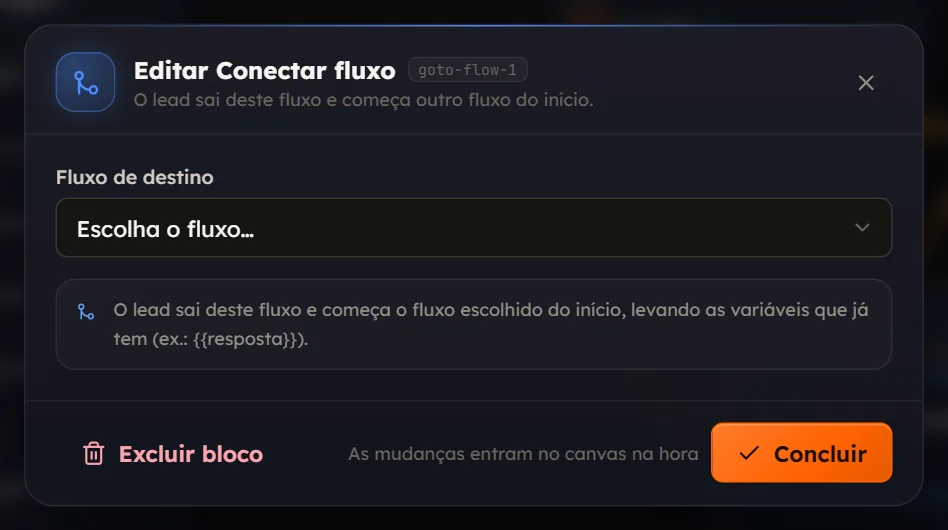 Editar Conectar fluxo goto-flow-1
O lead sai deste fluxo e começa outro fluxo do início.
Fluxo de destino
Escolha o fluxo…
O lead sai deste fluxo e começa o fluxo escolhido do início, levando as variáveis que já
tem (ex.: {{resposta}}).
Excluir bloco
As mudanças entram no canvas na hora
Concluir